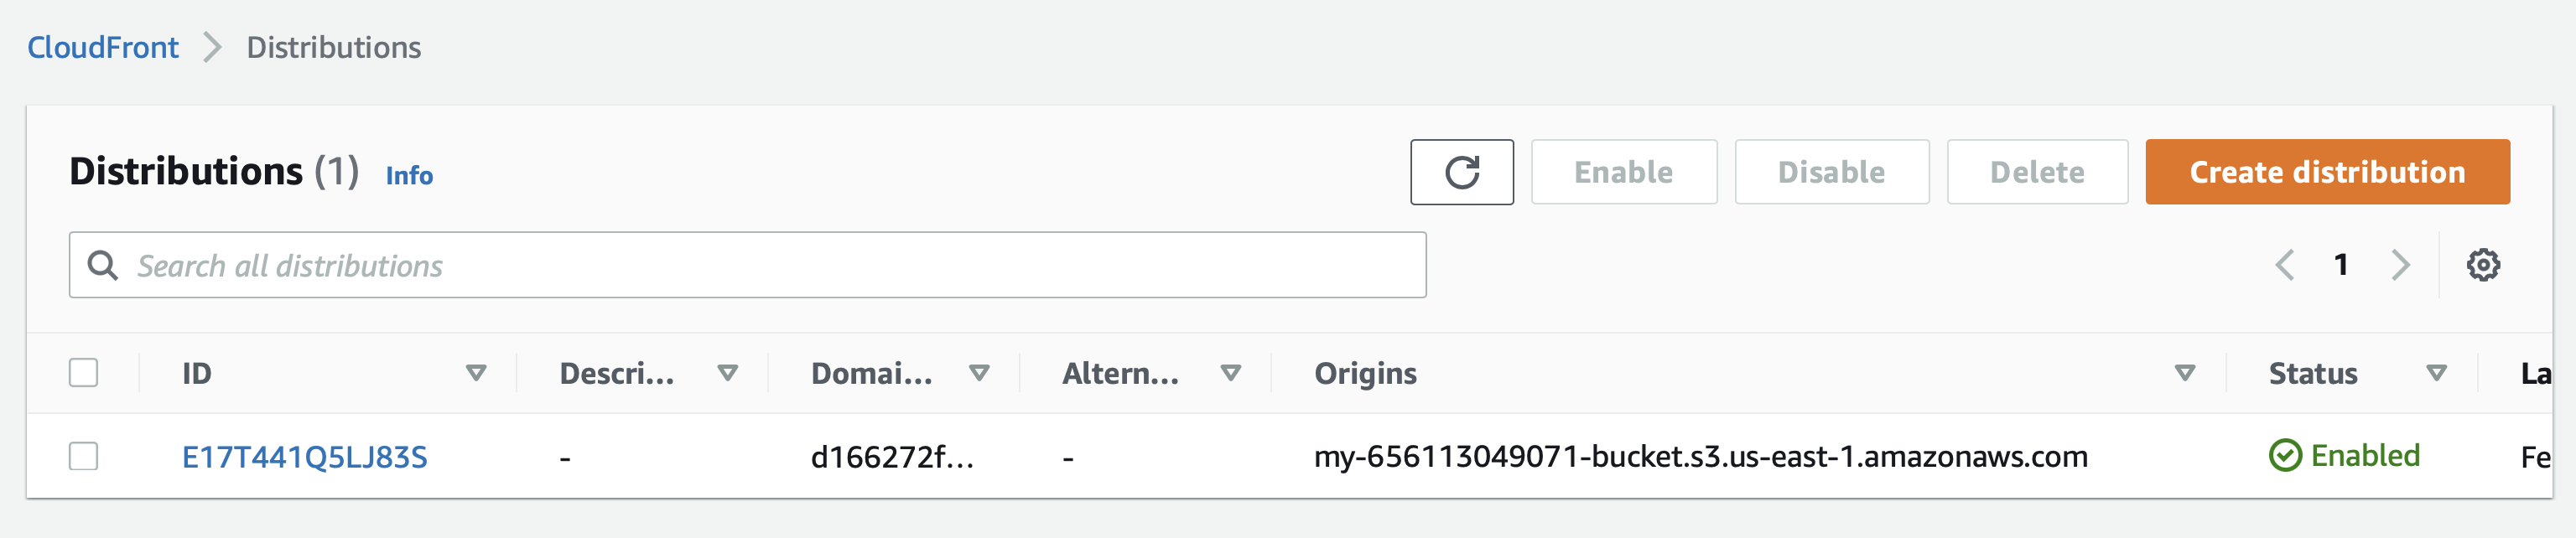 CloudFront Distributions
Distributions (1) Info
Enable Disable Delete Create distribution
Search all distributions
1
ID Descri... Domai... Altern... Origins Status La
E17T441Q5LJ83S - d166272f... - my-656113049071-bucket.s3.us-east-1.amazonaws.com Enabled Fe